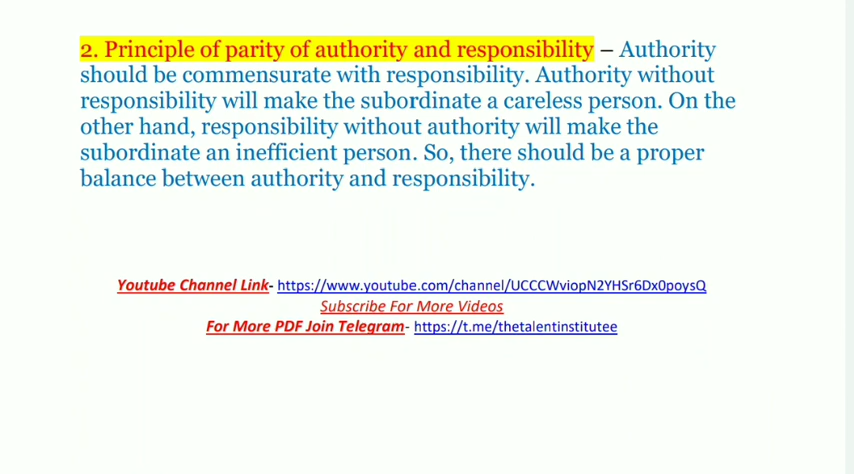 2. Principle of parity of authority and responsibility – Authority
should be commensurate with responsibility. Authority without
responsibility will make the subordinate a careless person. On the
other hand, responsibility without authority will make the
subordinate an inefficient person. So, there should be a proper
balance between authority and responsibility.
Youtube Channel Link- https://www.youtube.com/channel/UCCCWviopN2YHSr6Dx0poysQ
Subscribe For More Videos
For More PDF Join Telegram- https://t.me/thetalentinstitutee